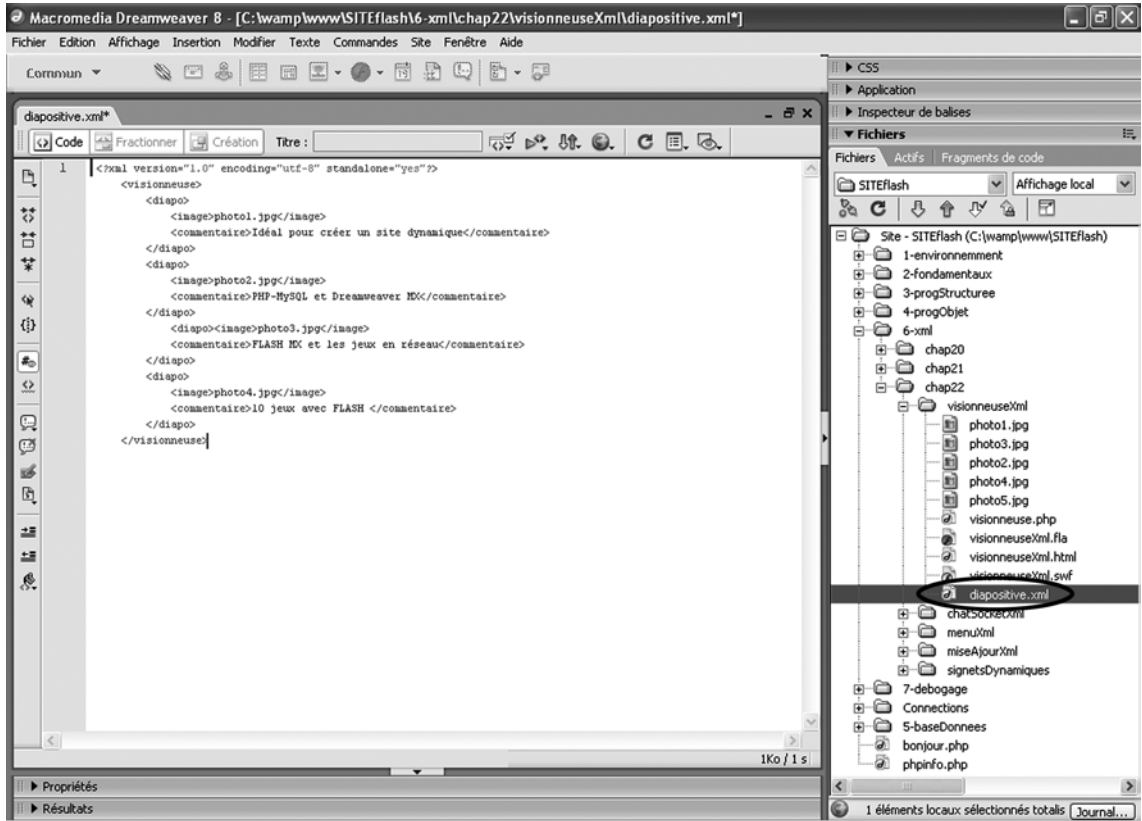 Macromedia Dreamweaver 8 - [C:\wamp\www\SITEflash\6-xml\chap22\visionneuseXml\diapositive.xml*]
Fichier Edition Affichage Insertion Modifier Texte Commandes Site Fenêtre Aide
Commun
diapositive.xml*
Code Fractionner Création Titre :
1
<?xml version="1.0" encoding="utf-8" standalone="yes"?>
<visionneuse>
<diapo>
<image>photo1.jpg</image>
<commentaire>Idéal pour créer un site dynamique</commentaire>
</diapo>
<diapo>
<image>photo2.jpg</image>
<commentaire>PHP-MySQL et Dreamweaver MX</commentaire>
</diapo>
<diapo><image>photo3.jpg</image>
<commentaire>FLASH MX et les jeux en réseau</commentaire>
</diapo>
<diapo>
<image>photo4.jpg</image>
<commentaire>10 jeux avec FLASH </commentaire>
</diapo>
</visionneuse>
1Ko / 1 s
Propriétés
Résultats
CSS
Application
Inspecteur de balises
Fichiers
Fichiers Actifs Fragments de code
SITEflash Affichage local
Site - SITEflash (C:\wamp\www\SITEflash)
1-environnemment
2-fondamentaux
3-progStructuree
4-progObjet
6-xml
chap20
chap21
chap22
visionneuseXml
photo1.jpg
photo3.jpg
photo2.jpg
photo4.jpg
photo5.jpg
visionneuse.php
visionneuseXml.fla
visionneuseXml.html
visionneuseXml.swf
diapositive.xml
chatSocketXml
menuXml
miseAjourXml
signetsDynamiques
7-debogage
Connections
5-baseDonnees
bonjour.php
phpinfo.php
1 éléments locaux sélectionnés totalis Journal...